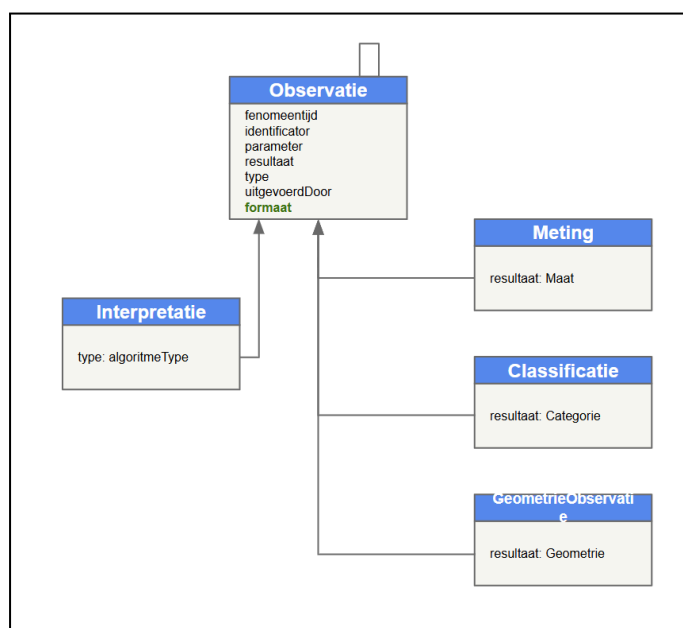 Observatie
fenomeentijd
identificator
parameter
resultaat
type
uitgevoerdDoor
formaat
Meting
resultaat: Maat
Interpretatie
type: algoritmeType
Classificatie
resultaat: Categorie
GeometrieObservati
e
resultaat: Geometrie